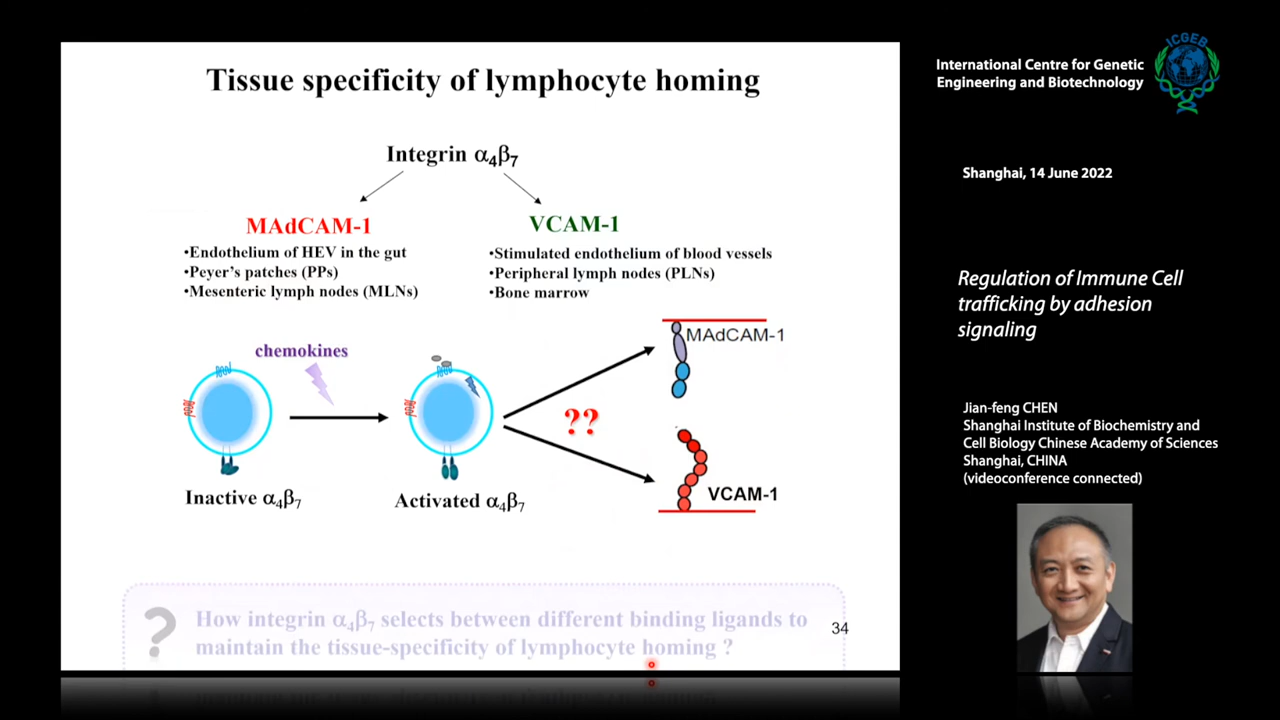 Tissue specificity of lymphocyte homing
Integrin α₄β₇
MAdCAM-1
•Endothelium of HEV in the gut
•Peyer's patches (PPs)
•Mesenteric lymph nodes (MLNs)
VCAM-1
•Stimulated endothelium of blood vessels
•Peripheral lymph nodes (PLNs)
•Bone marrow
chemokines
Inactive α₄β₇
Activated α₄β₇
??
MAdCAM-1
VCAM-1
?
How integrin α₄β₇ selects between different binding ligands to
maintain the tissue-specificity of lymphocyte homing ?
34
International Centre for Genetic
Engineering and Biotechnology
ICGEB
Shanghai, 14 June 2022
Regulation of Immune Cell
trafficking by adhesion
signaling
Jian-feng CHEN
Shanghai Institute of Biochemistry and
Cell Biology Chinese Academy of Sciences
Shanghai, CHINA
(videoconference connected)